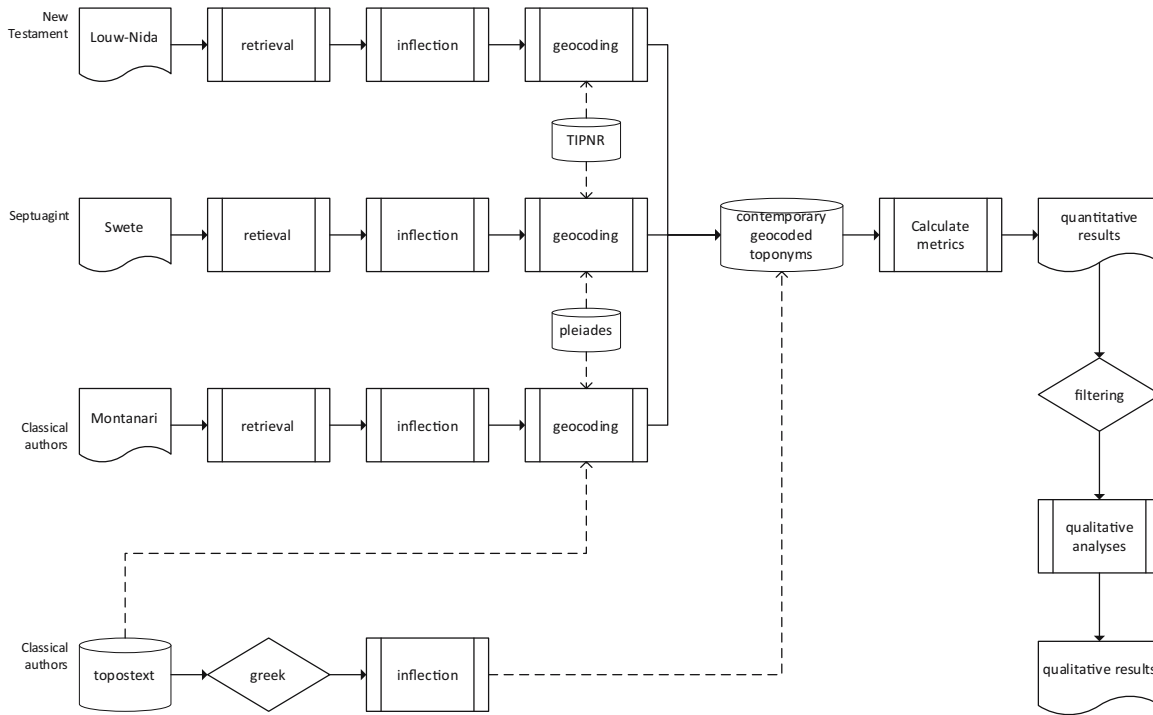 New
Testament
Louw-Nida
retrieval
inflection
geocoding
TIPNR
Septuagint
Swete
retieval
inflection
geocoding
contemporary
geocoded
toponyms
Calculate
metrics
quantitative
results
pleiades
Classical
authors
Montanari
retrieval
inflection
geocoding
filtering
qualitative
analyses
Classical
authors
topostext
greek
inflection
qualitative results